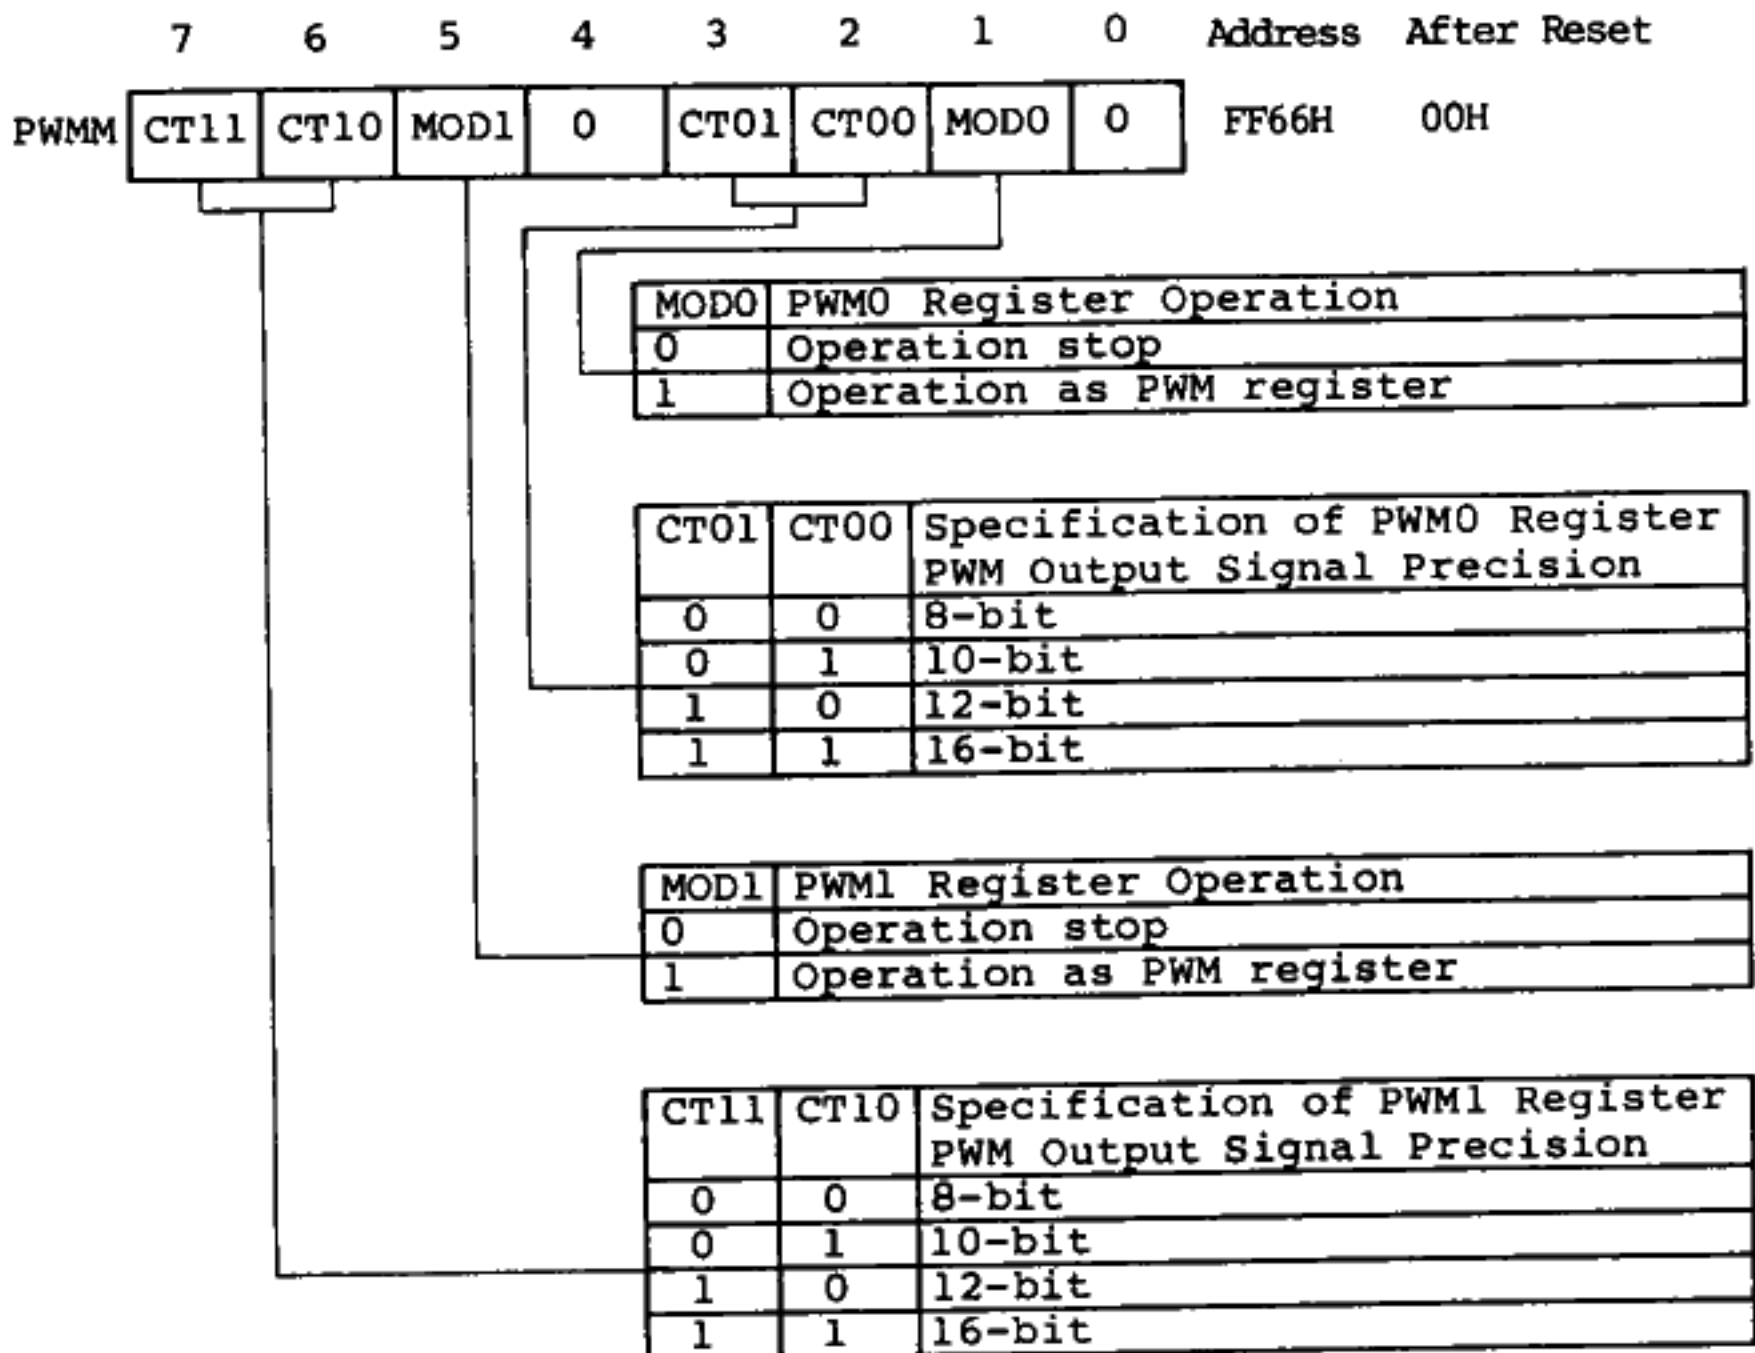 7 6 5 4 3 2 1 0 Address After Reset
PWMM CT11 CT10 MOD1 0 CT01 CT00 MOD0 0 FF66H 00H
MOD0 PWM0 Register Operation
0 Operation stop
1 Operation as PWM register
CT01 CT00 Specification of PWM0 Register
PWM Output Signal Precision
0 0 8-bit
0 1 10-bit
1 0 12-bit
1 1 16-bit
MOD1 PWM1 Register Operation
0 Operation stop
1 Operation as PWM register
CT11 CT10 Specification of PWM1 Register
PWM Output Signal Precision
0 0 8-bit
0 1 10-bit
1 0 12-bit
1 1 16-bit